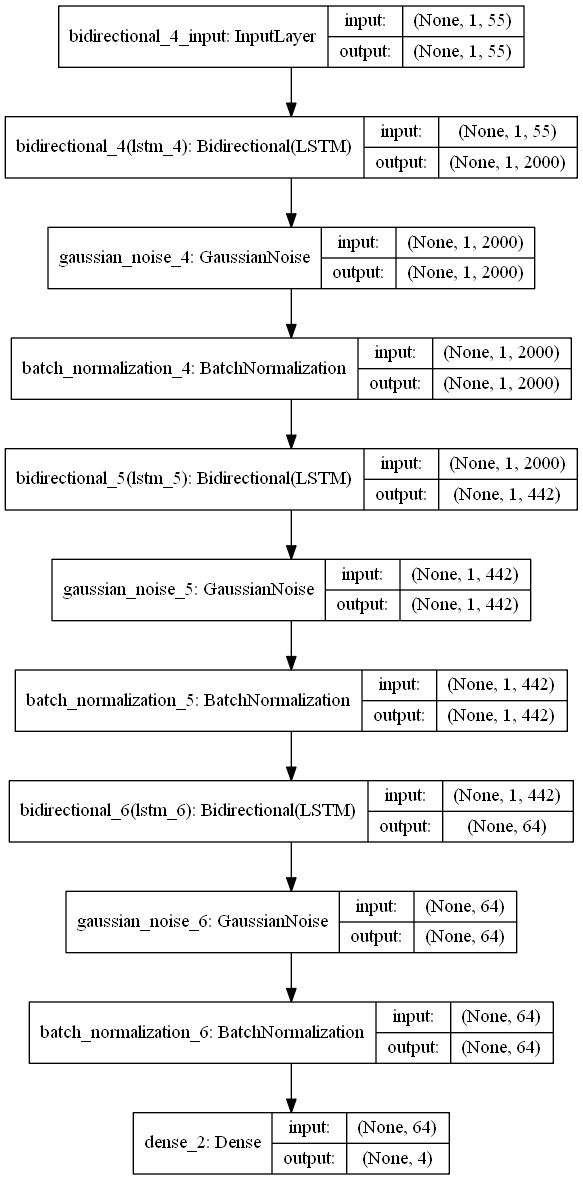 bidirectional_4_input: InputLayer
input: (None, 1, 55)
output: (None, 1, 55)
bidirectional_4(lstm_4): Bidirectional(LSTM)
input: (None, 1, 55)
output: (None, 1, 2000)
gaussian_noise_4: GaussianNoise
input: (None, 1, 2000)
output: (None, 1, 2000)
batch_normalization_4: BatchNormalization
input: (None, 1, 2000)
output: (None, 1, 2000)
bidirectional_5(lstm_5): Bidirectional(LSTM)
input: (None, 1, 2000)
output: (None, 1, 442)
gaussian_noise_5: GaussianNoise
input: (None, 1, 442)
output: (None, 1, 442)
batch_normalization_5: BatchNormalization
input: (None, 1, 442)
output: (None, 1, 442)
bidirectional_6(lstm_6): Bidirectional(LSTM)
input: (None, 1, 442)
output: (None, 64)
gaussian_noise_6: GaussianNoise
input: (None, 64)
output: (None, 64)
batch_normalization_6: BatchNormalization
input: (None, 64)
output: (None, 64)
dense_2: Dense
input: (None, 64)
output: (None, 4)